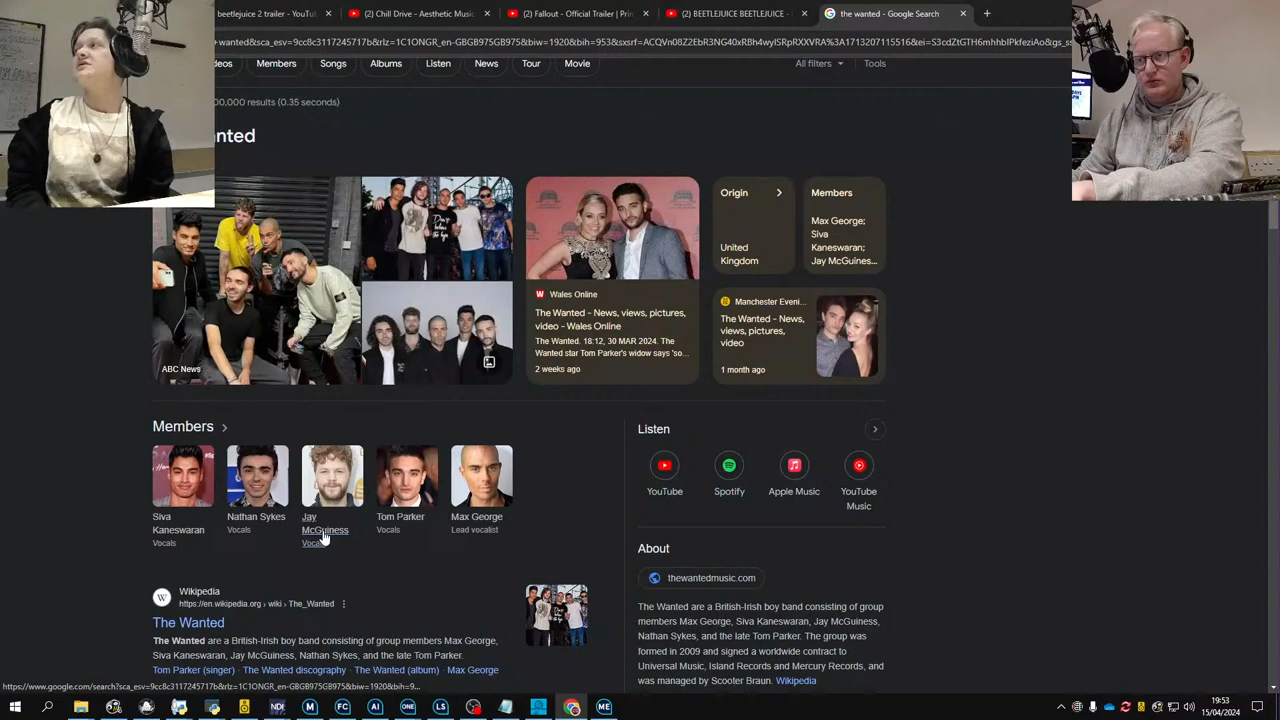 beetlejuice 2 trailer - YouTub
(2) Chill Drive - Aesthetic Music
(2) Fallout - Official Trailer | Prin
(2) BEETLEJUICE BEETLEJUICE -
the wanted - Google Search
Members
Songs
Albums
Listen
News
Tour
Movie
All filters
Tools
00,000 results (0.35 seconds)
anted
ABC News
Wales Online
The Wanted - News, views, pictures,
video - Wales Online
The Wanted. 18:12, 30 MAR 2024. The
Wanted star Tom Parker's widow says 'so...
2 weeks ago
Origin
United
Kingdom
Members
Max George;
Siva
Kaneswaran;
Jay McGuines...
Manchester Eveni...
The Wanted - News,
views, pictures,
video
1 month ago
Members
Siva
Kaneswaran
Vocals
Nathan Sykes
Vocals
Jay
McGuiness
Vocals
Tom Parker
Vocals
Max George
Lead vocalist
Listen
YouTube
Spotify
Apple Music
YouTube
Music
Wikipedia
https://en.wikipedia.org › wiki › The_Wanted
The Wanted
The Wanted are a British-Irish boy band consisting of group members Max George,
Siva Kaneswaran, Jay McGuiness, Nathan Sykes, and the late Tom Parker.
Tom Parker (singer) · The Wanted discography · The Wanted (album) · Max George
About
thewantedmusic.com
The Wanted are a British-Irish boy band consisting of group
members Max George, Siva Kaneswaran, Jay McGuiness,
Nathan Sykes, and the late Tom Parker. The group was
formed in 2009 and signed a worldwide contract to
Universal Music, Island Records and Mercury Records, and
was managed by Scooter Braun. Wikipedia
19:53
15/04/2024